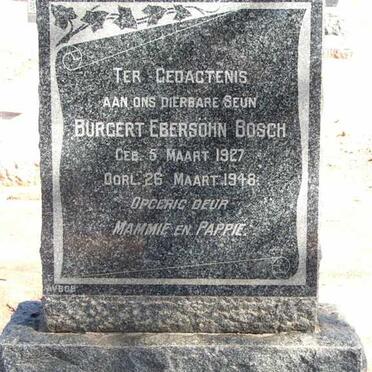 TER GEDAGTENIS
AAN ONS DIERBARE SEUN
BURGERT EBERSOHN BOSCH
GEB. 5 MAART 1927
OORL. 26 MAART 1948.
OPGERIG DEUR
MAMMIE EN PAPPIE.